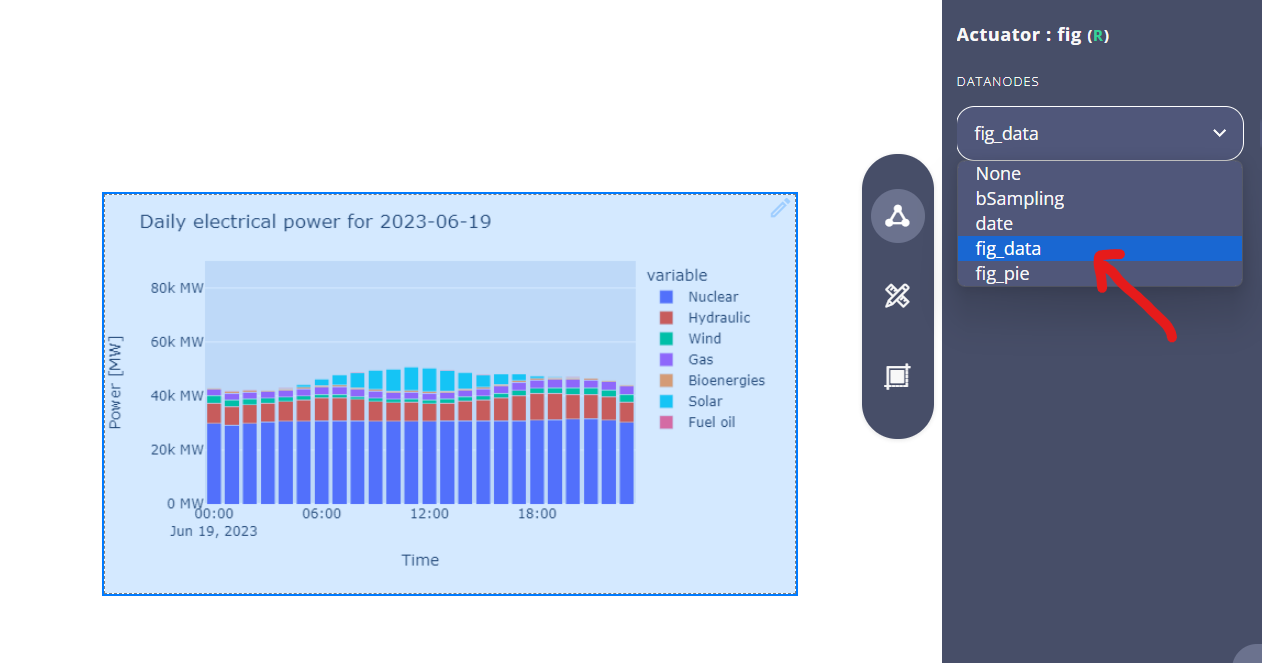 Daily electrical power for 2023-06-19
Power [MW]
80k MW
60k MW
40k MW
20k MW
0 MW
00:00
06:00
12:00
18:00
Jun 19, 2023
Time
variable
Nuclear
Hydraulic
Wind
Gas
Bioenergies
Solar
Fuel oil
Actuator : fig (R)
DATANODES
fig_data
None
bSampling
date
fig_data
fig_pie